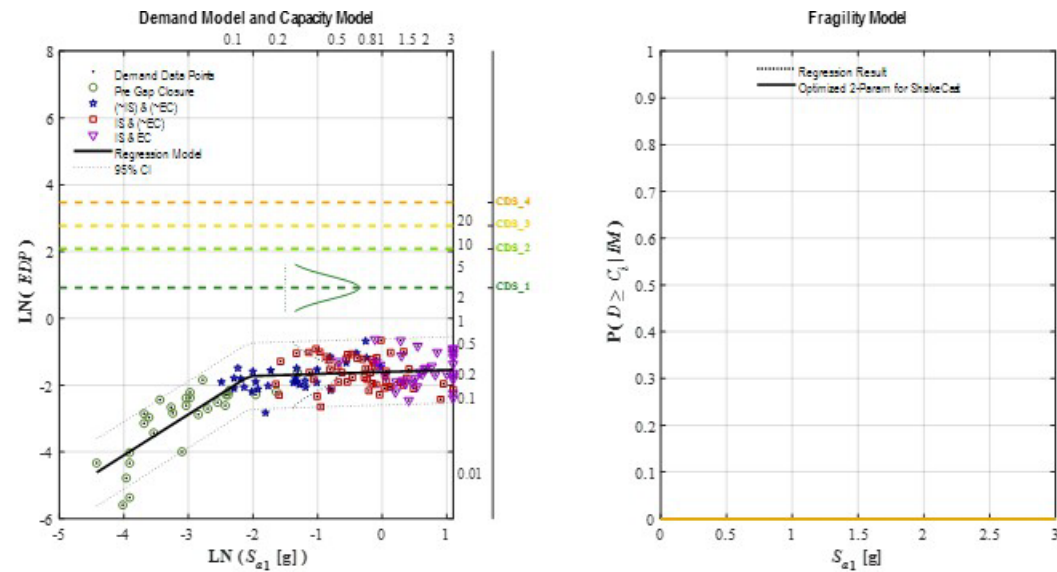 Demand Model and Capacity Model
0.1 0.2 0.5 0.81 1.5 2 3
8
6
4
2
0
-2
-4
-6
LN( EDP )
Demand Data Points
Pre Gap Closure
(~IS) & (~EC)
IS & (~EC)
IS & EC
Regression Model
95% CI
20
10
5
2
1
0.5
0.2
0.1
0.01
CDS_4
CDS_3
CDS_2
CDS_1
-5 -4 -3 -2 -1 0 1
LN ( Sa1 [g] )
Fragility Model
1
0.9
0.8
0.7
0.6
0.5
0.4
0.3
0.2
0.1
0
P( D ≥ Ci | IM )
Regression Result
Optimized 2-Param for ShakeCast
0 0.5 1 1.5 2 2.5 3
Sa1 [g]